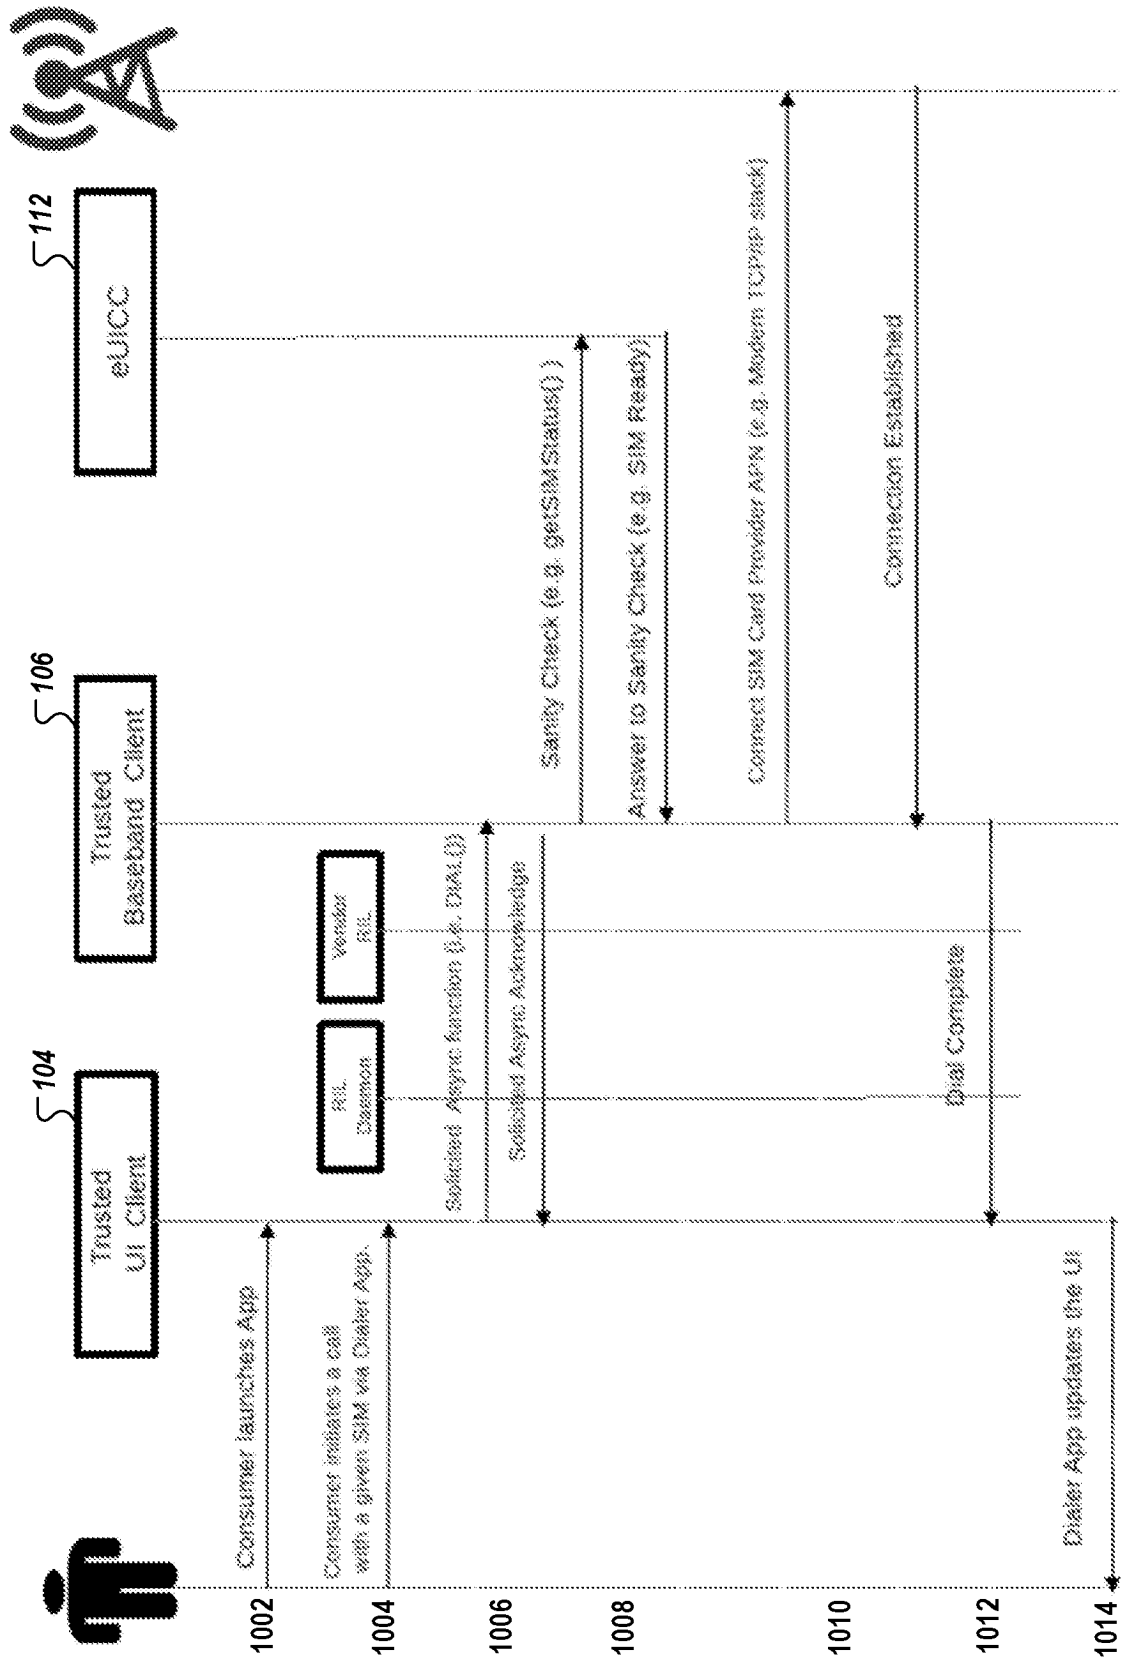 104
106
112
Trusted
UI Client
Trusted
Baseband Client
eUICC
1002
Consumer launches App
1004
Consumer initiates a call
with a given SIM via Dialer App.
RIL
Daemon
Vendor
RIL
1006
Solicited Async function (i.e. DIAL())
Solicited Async Acknowledge
1008
Sanity Check (e.g. getSIMStatus() )
Answer to Sanity Check (e.g. SIM Ready)
1010
Connect SIM Card Provider APN (e.g. Modem TCP/IP stack)
Connection Established
1012
Dial Complete
1014
Dialer App updates the UI